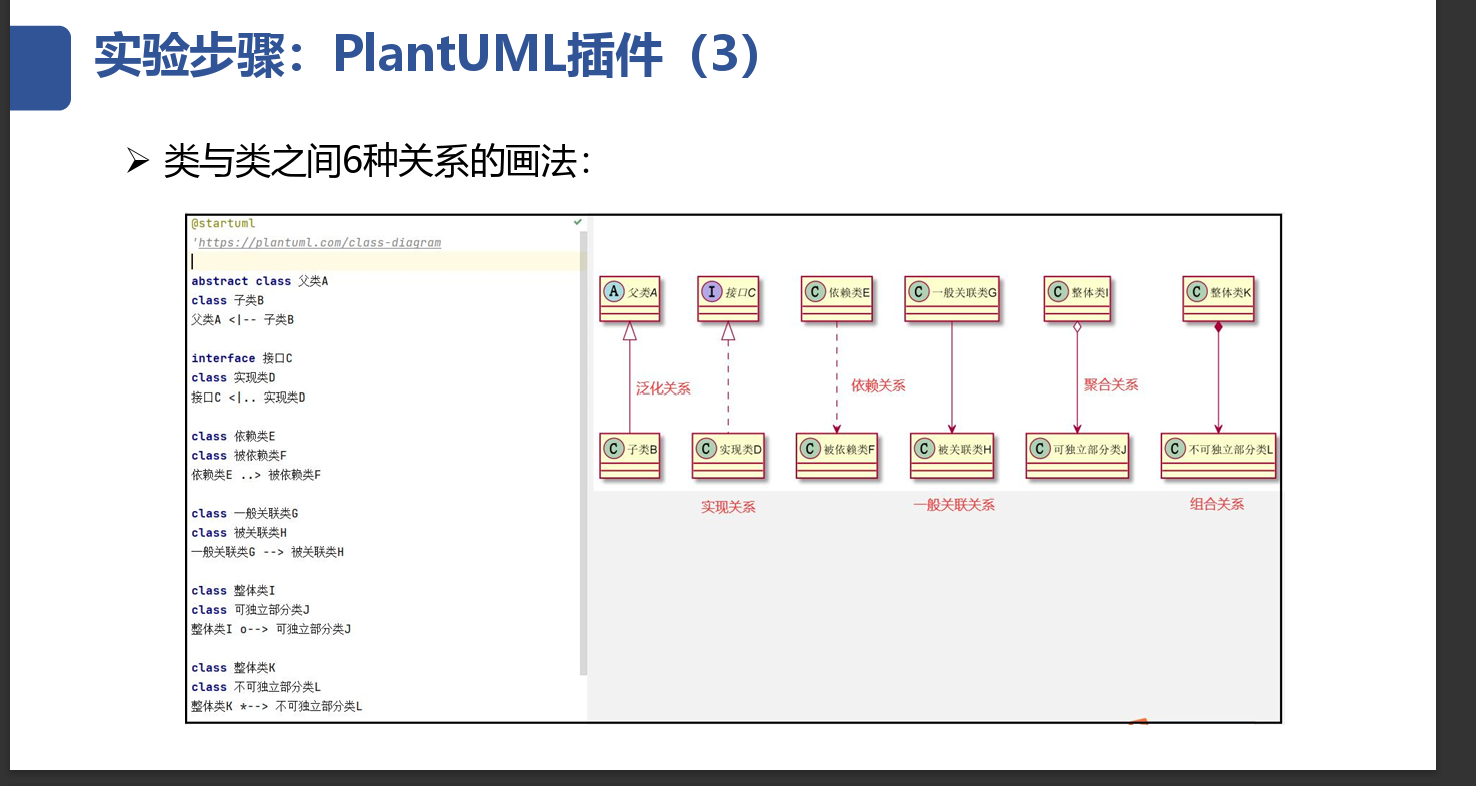 实验步骤：PlantUML插件（3）
➢ 类与类之间6种关系的画法：
@startuml
'https://plantuml.com/class-diagram
abstract class 父类A
class 子类B
父类A <|-- 子类B
interface 接口C
class 实现类D
接口C <|.. 实现类D
class 依赖类E
class 被依赖类F
依赖类E ..> 被依赖类F
class 一般关联类G
class 被关联类H
一般关联类G --> 被关联类H
class 整体类I
class 可独立部分类J
整体类I o--> 可独立部分类J
class 整体类K
class 不可独立部分类L
整体类K *--> 不可独立部分类L
A 父类A
I 接口C
C 依赖类E
C 一般关联类G
C 整体类I
C 整体类K
泛化关系
依赖关系
聚合关系
C 子类B
C 实现类D
C 被依赖类F
C 被关联类H
C 可独立部分类J
C 不可独立部分类L
实现关系
一般关联关系
组合关系